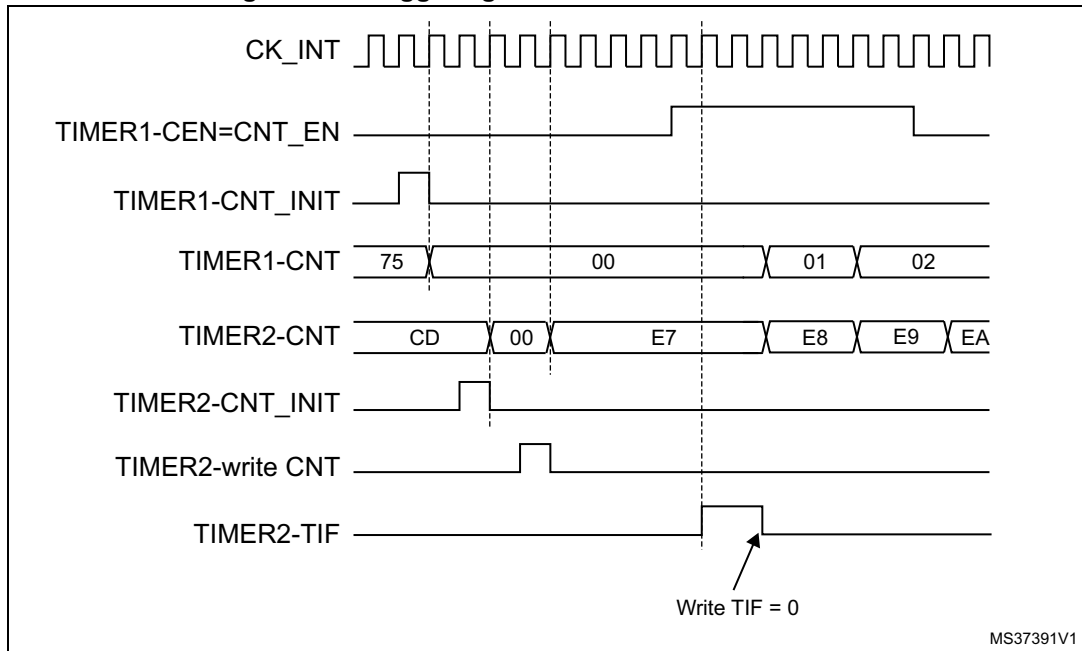 CK_INT
TIMER1-CEN=CNT_EN
TIMER1-CNT_INIT
TIMER1-CNT 75 00 01 02
TIMER2-CNT CD 00 E7 E8 E9 EA
TIMER2-CNT_INIT
TIMER2-write CNT
TIMER2-TIF
Write TIF = 0
MS37391V1